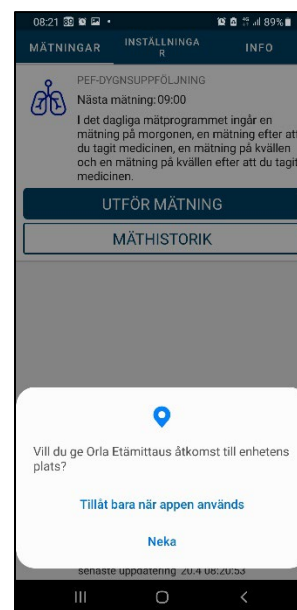 08:21
89%
MÄTNINGAR
INSTÄLLNINGA
R
INFO
PEF-DYGNSUPPFÖLJNING
Nästa mätning: 09:00
I det dagliga mätprogrammet ingår en
mätning på morgonen, en mätning efter att
du tagit medicinen, en mätning på kvällen
och en mätning på kvällen efter att du tagit
medicinen.
UTFÖR MÄTNING
MÄTHISTORIK
Vill du ge Orla Etämittaus åtkomst till enhetens
plats?
Tillåt bara när appen används
Neka
senaste uppdatering 20.4 08:20:53